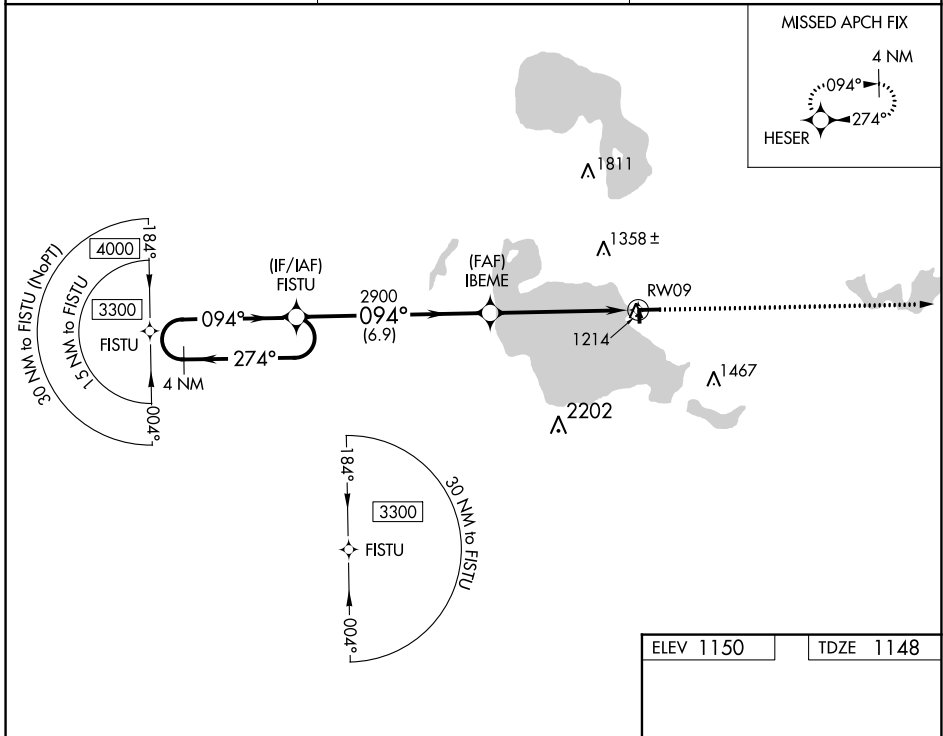 MISSED APCH FIX
4 NM
094°
274°
HESER
1811
1358 ±
30 NM to FISTU (NoPT)
15 NM to FISTU
184°
4000
3300
FISTU
004°
(IF/IAF)
FISTU
094°
274°
4 NM
2900
094°
(6.9)
(FAF)
IBEME
RW09
1214
1467
2202
184°
3300
30 NM to FISTU
FISTU
004°
ELEV 1150
TDZE 1148